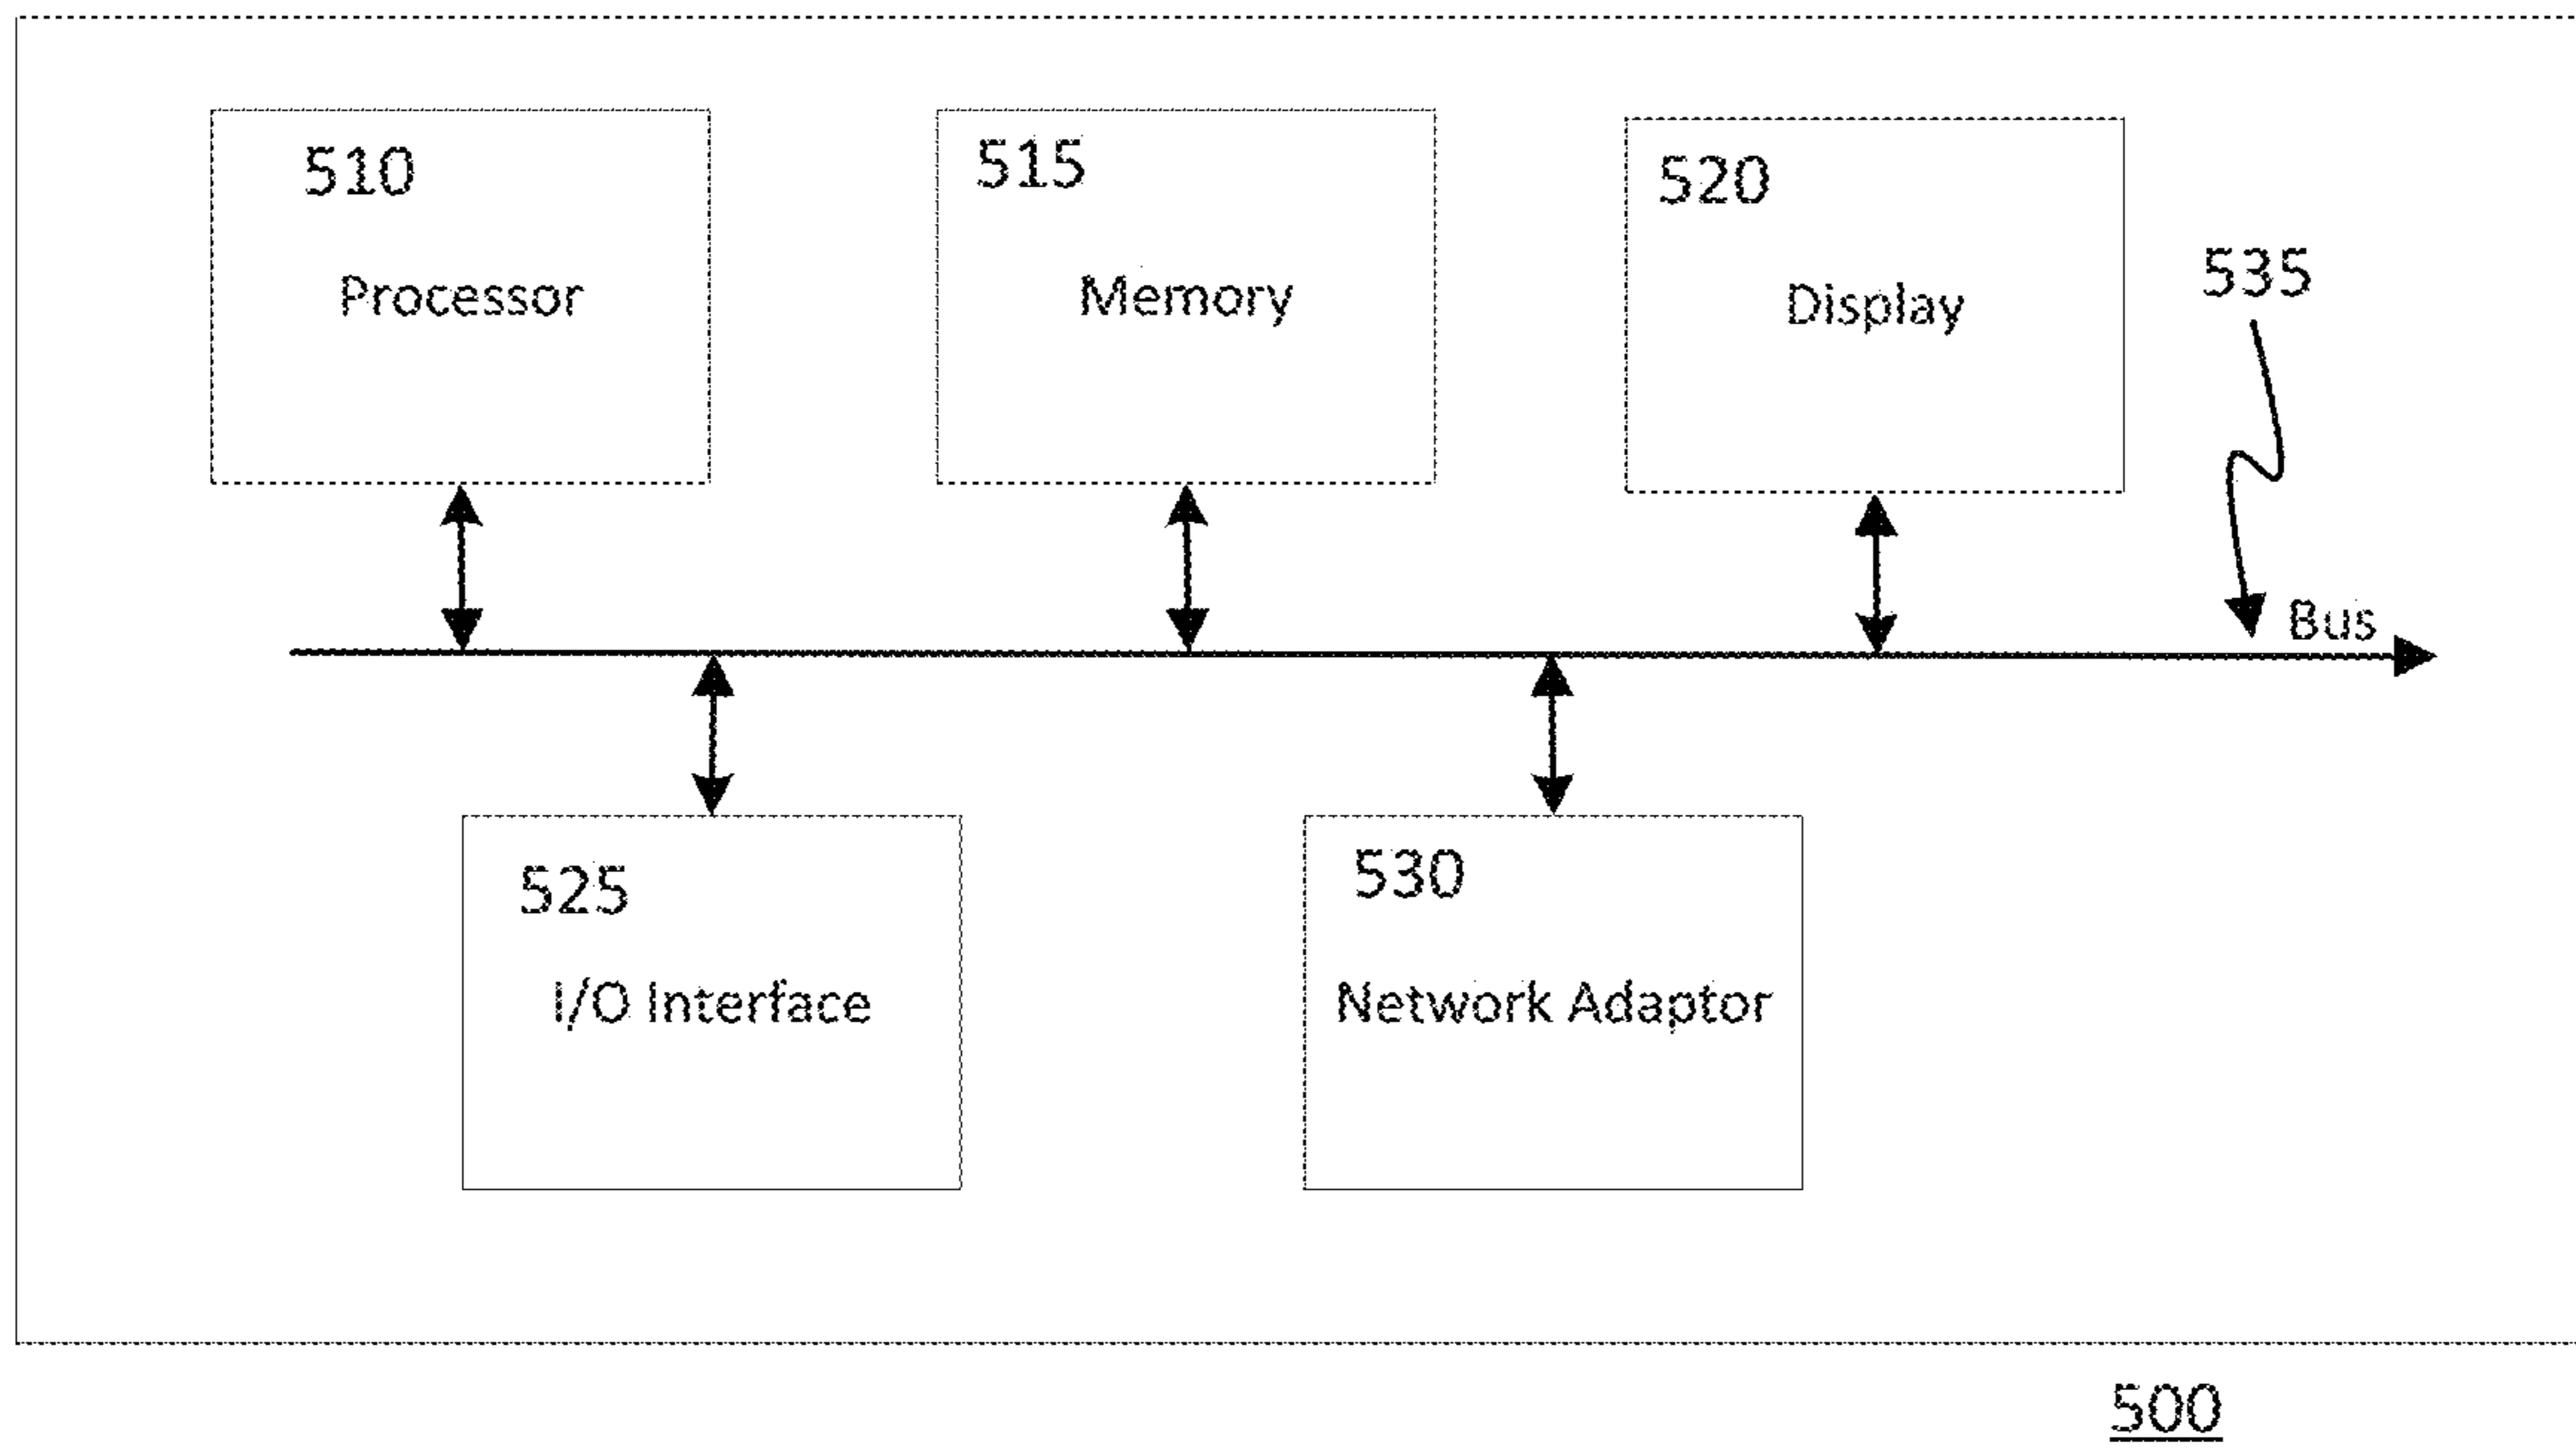 510
Processor
515
Memory
520
Display
535
Bus
525
I/O Interface
530
Network Adaptor
500